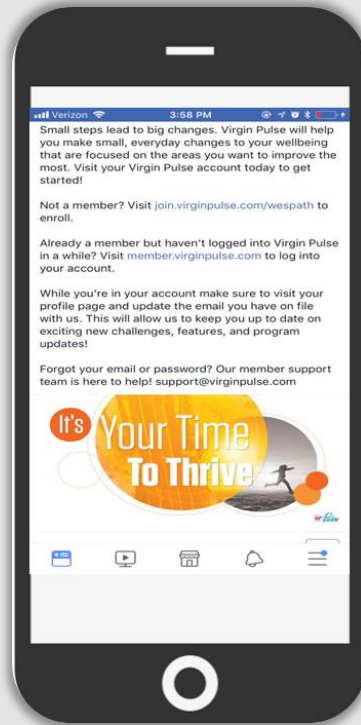 Verizon
3:58 PM
Small steps lead to big changes. Virgin Pulse will help
you make small, everyday changes to your wellbeing
that are focused on the areas you want to improve the
most. Visit your Virgin Pulse account today to get
started!
Not a member? Visit join.virginpulse.com/wespath to
enroll.
Already a member but haven't logged into Virgin Pulse
in a while? Visit member.virginpulse.com to log into
your account.
While you're in your account make sure to visit your
profile page and update the email you have on file
with us. This will allow us to keep you up to date on
exciting new challenges, features, and program
updates!
Forgot your email or password? Our member support
team is here to help! support@virginpulse.com
It's
Your Time
To Thrive